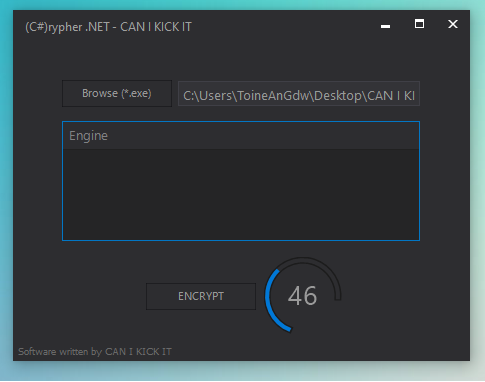 (C#)rypher .NET - CAN I KICK IT
Browse (*.exe) C:\Users\ToineAnGdw\Desktop\CAN I KI
Engine
ENCRYPT 46
Software written by CAN I KICK IT